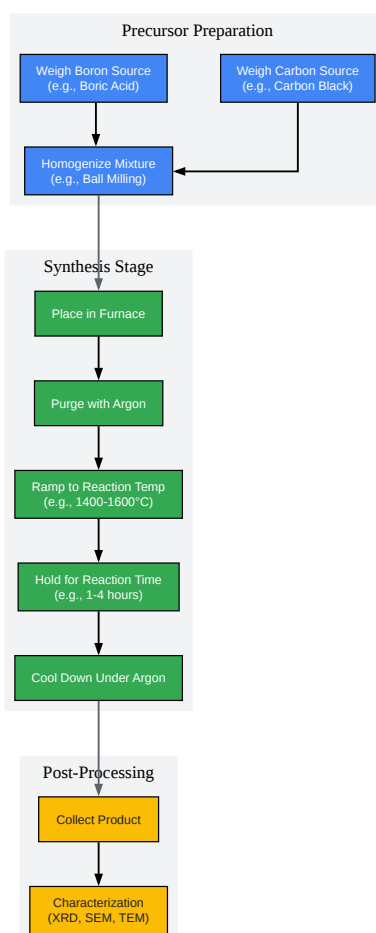 Precursor Preparation
Weigh Boron Source
(e.g., Boric Acid)
Weigh Carbon Source
(e.g., Carbon Black)
Homogenize Mixture
(e.g., Ball Milling)
Synthesis Stage
Place in Furnace
Purge with Argon
Ramp to Reaction Temp
(e.g., 1400-1600°C)
Hold for Reaction Time
(e.g., 1-4 hours)
Cool Down Under Argon
Post-Processing
Collect Product
Characterization
(XRD, SEM, TEM)